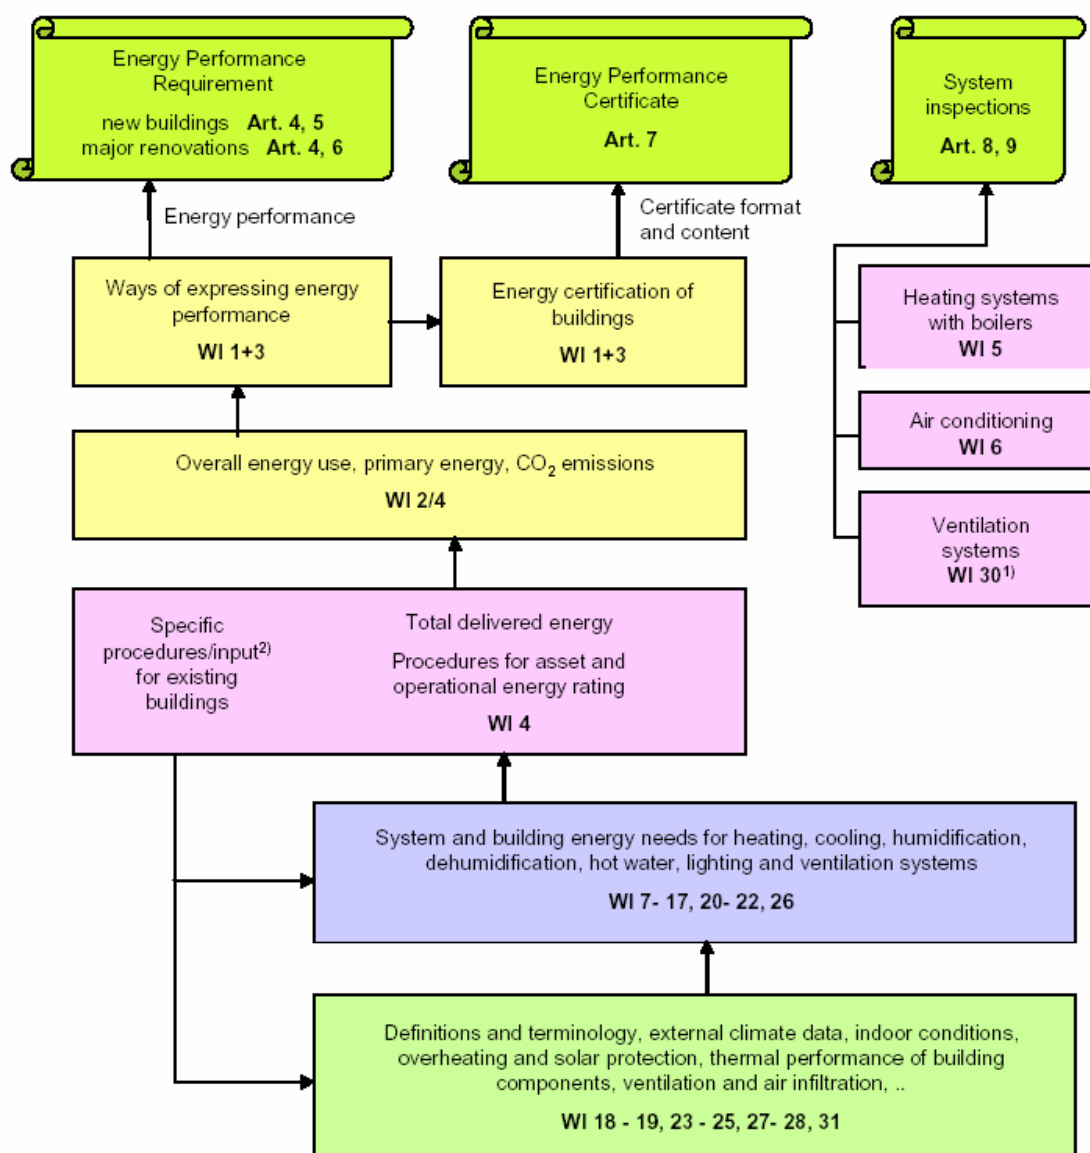 Energy Performance
Requirement
new buildings Art. 4, 5
major renovations Art. 4, 6
Energy Performance
Certificate
Art. 7
System
inspections
Art. 8, 9
Energy performance
Certificate format
and content
Ways of expressing energy
performance
WI 1+3
Energy certification of
buildings
WI 1+3
Heating systems
with boilers
WI 5
Air conditioning
WI 6
Ventilation
systems
WI 30¹⁾
Overall energy use, primary energy, CO₂ emissions
WI 2/4
Specific
procedures/input²⁾
for existing
buildings
Total delivered energy
Procedures for asset and
operational energy rating
WI 4
System and building energy needs for heating, cooling, humidification,
dehumidification, hot water, lighting and ventilation systems
WI 7- 17, 20- 22, 26
Definitions and terminology, external climate data, indoor conditions,
overheating and solar protection, thermal performance of building
components, ventilation and air infiltration, ..
WI 18 - 19, 23 - 25, 27- 28, 31